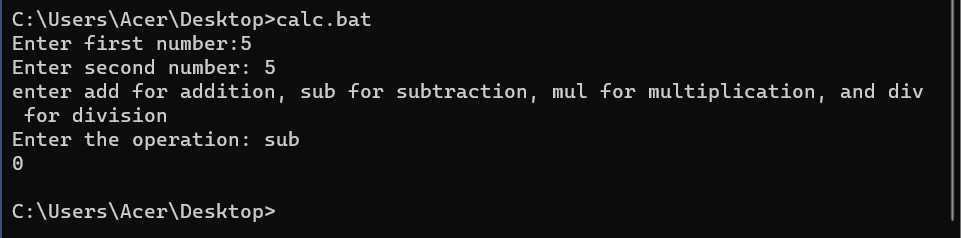 C:\Users\Acer\Desktop>calc.bat
Enter first number:5
Enter second number: 5
enter add for addition, sub for subtraction, mul for multiplication, and div
 for division
Enter the operation: sub
0
C:\Users\Acer\Desktop>